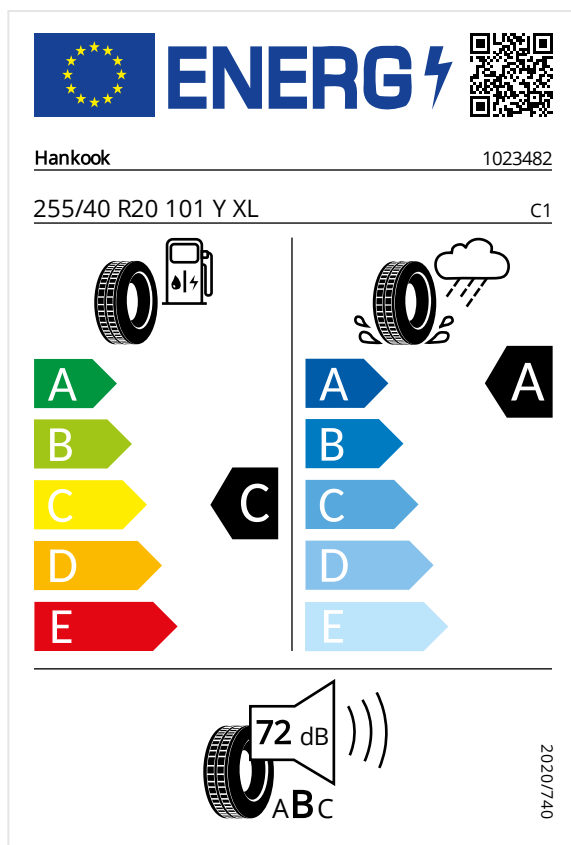 ENERG
Hankook 1023482
255/40 R20 101 Y XL C1
A A A
B B
C C C
D D
E E
72 dB
ABC
2020/740